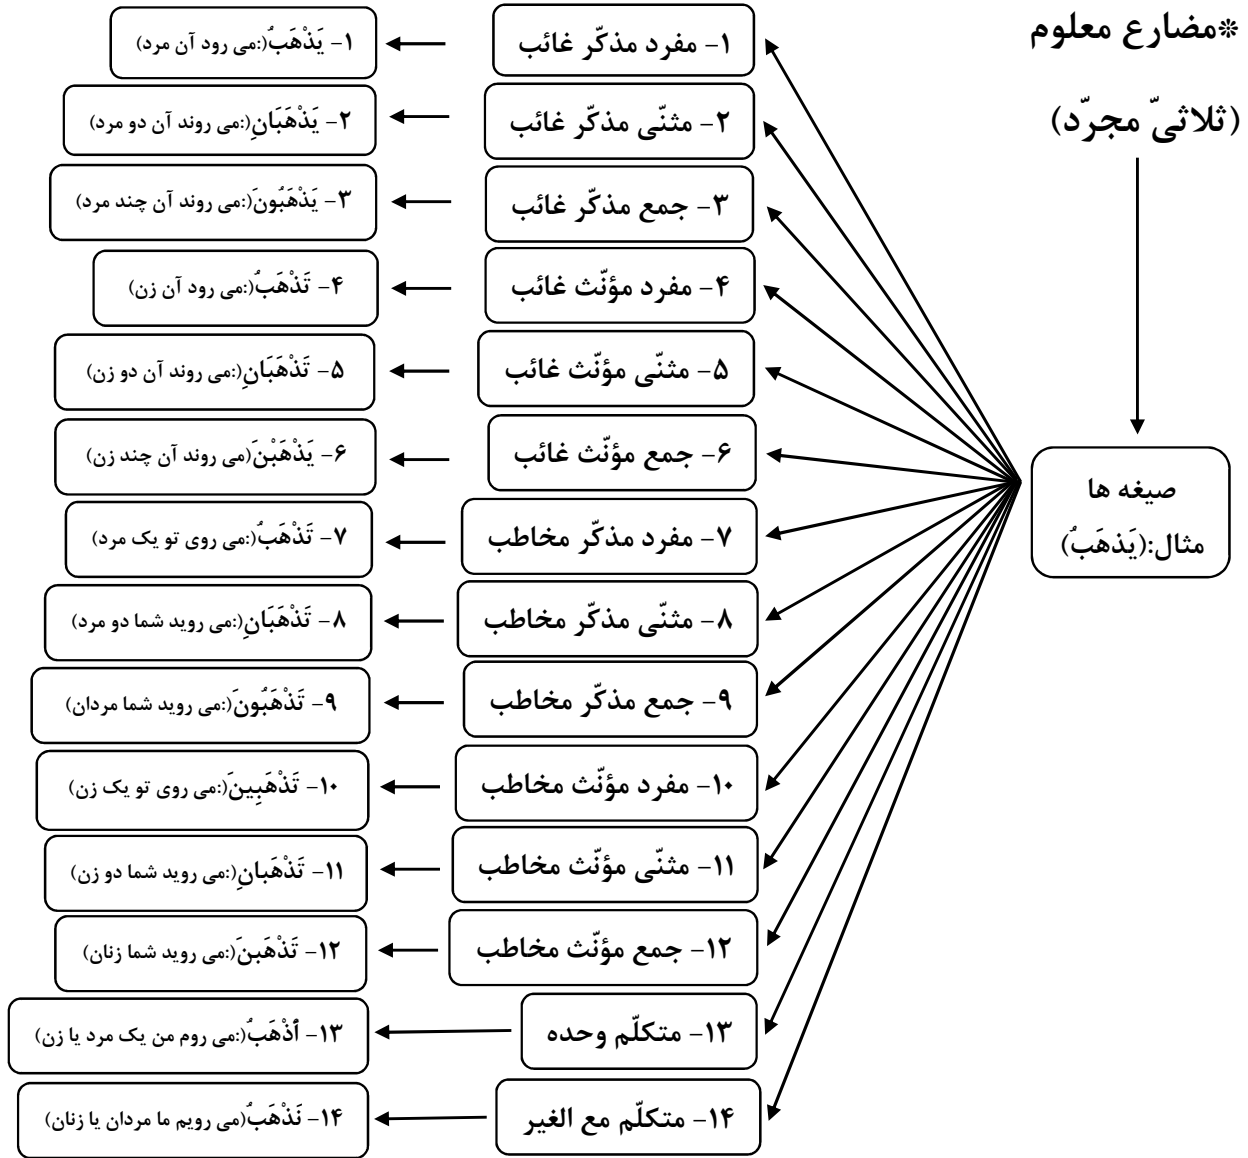 *مضارع معلوم
(ثلاثیّ مجرّد)
صیغه ها
مثال:(یَذهَبُ)
۱- مفرد مذکّر غائب
۱- یَذْهَبُ(:می رود آن مرد)
۲- مثنّی مذکّر غائب
۲- یَذْهَبَانِ(:می روند آن دو مرد)
۳- جمع مذکّر غائب
۳- یَذْهَبُونَ(:می روند آن چند مرد)
۴- مفرد مؤنّث غائب
۴- تَذْهَبُ(:می رود آن زن)
۵- مثنّی مؤنّث غائب
۵- تَذْهَبَانِ(:می روند آن دو زن)
۶- جمع مؤنّث غائب
۶- یَذْهَبْنَ(می روند آن چند زن)
۷- مفرد مذکّر مخاطب
۷- تَذْهَبُ(:می روی تو یک مرد)
۸- مثنّی مذکّر مخاطب
۸- تَذْهَبَانِ(:می روید شما دو مرد)
۹- جمع مذکّر مخاطب
۹- تَذْهَبُونَ(:می روید شما مردان)
۱۰- مفرد مؤنّث مخاطب
۱۰- تَذْهَبِینَ(:می روی تو یک زن)
۱۱- مثنّی مؤنّث مخاطب
۱۱- تَذْهَبانِ(:می روید شما دو زن)
۱۲- جمع مؤنّث مخاطب
۱۲- تَذْهَبنَ(:می روید شما زنان)
۱۳- متکلّم وحده
۱۳- أذْهَبُ(:می روم من یک مرد یا زن)
۱۴- متکلّم مع الغیر
۱۴- نَذْهَبُ(می رویم ما مردان یا زنان)